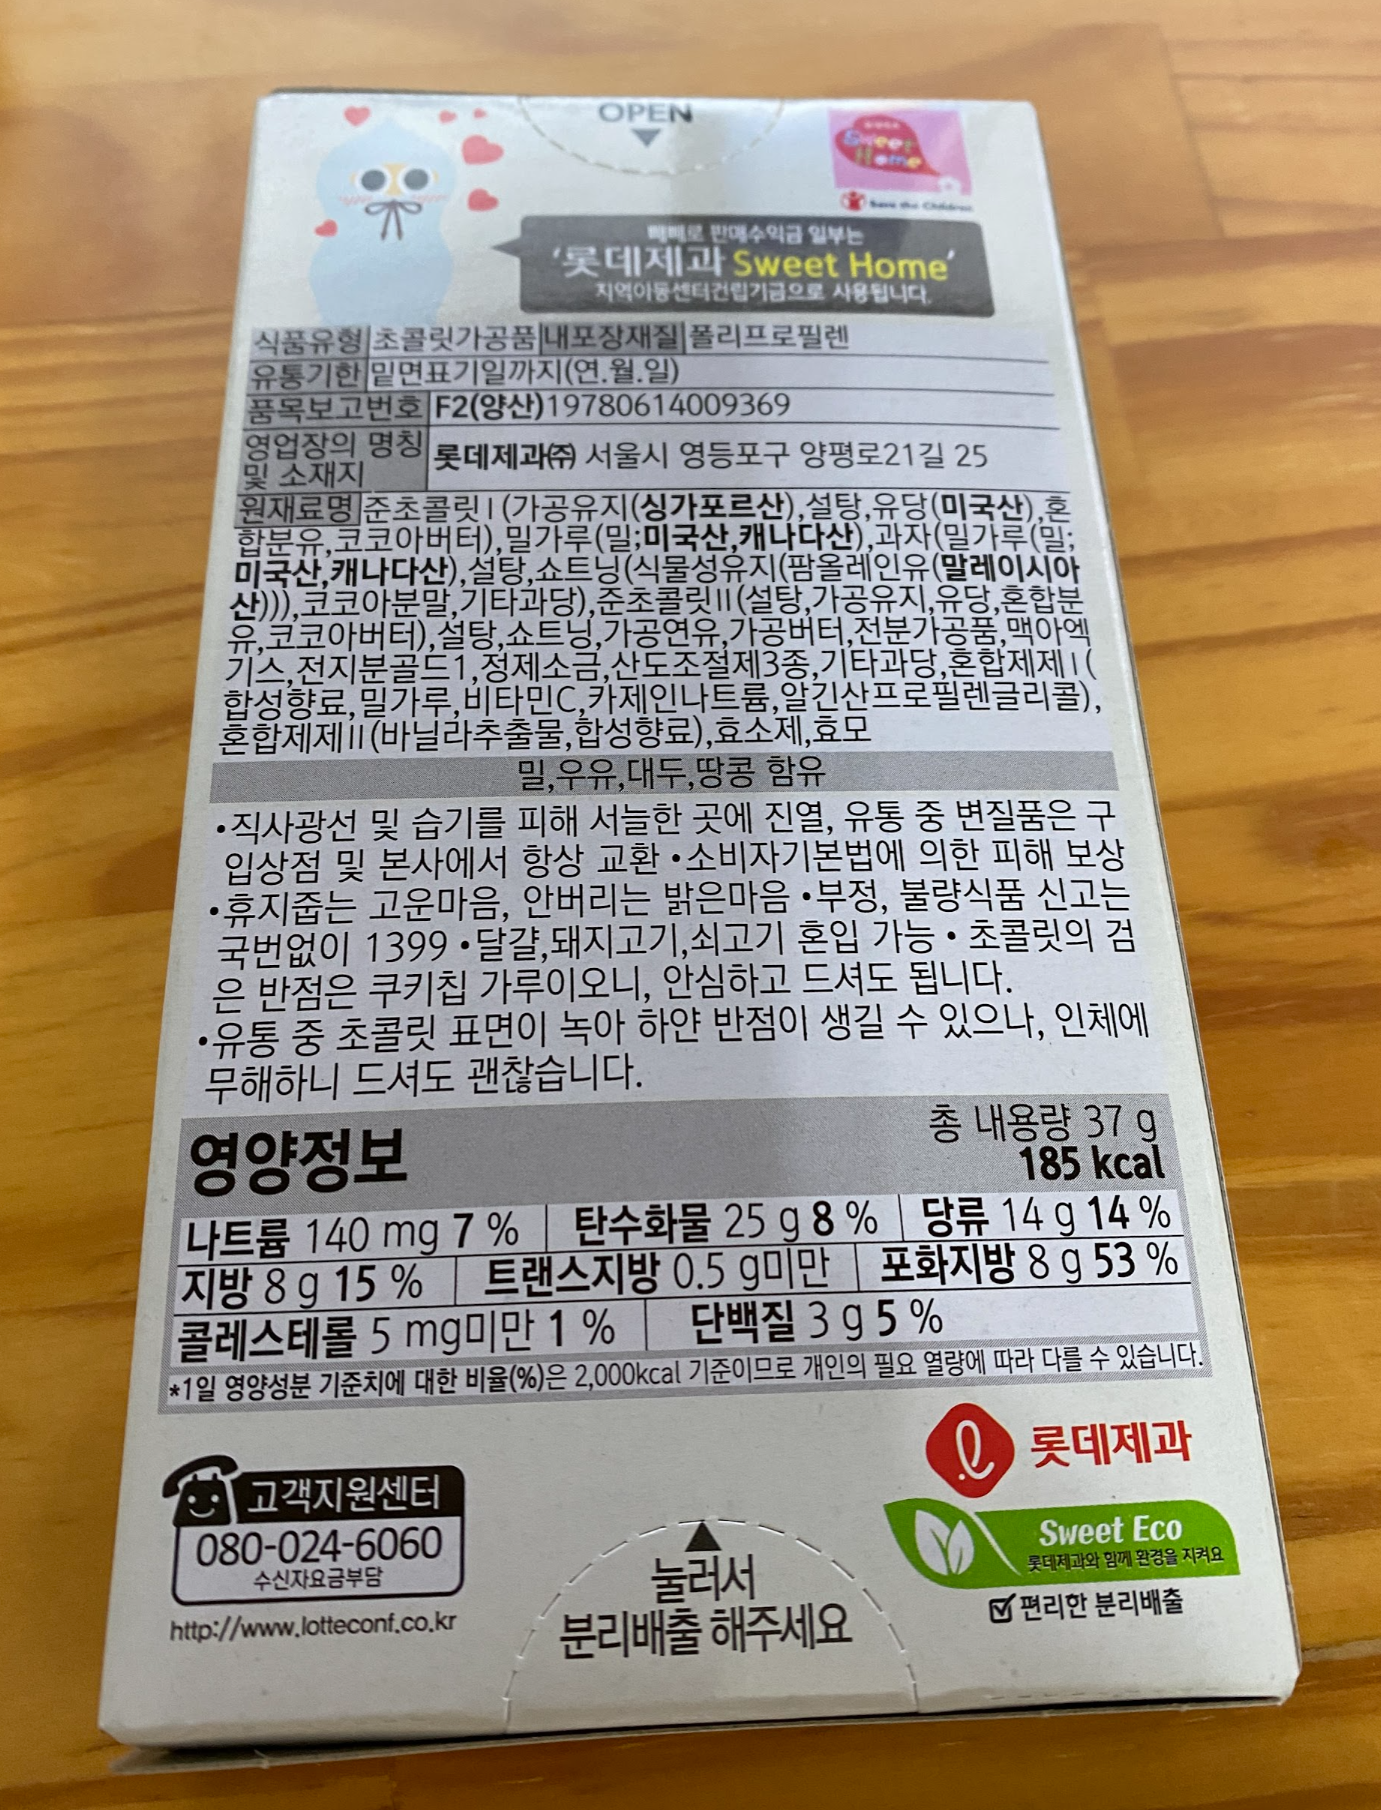 OPEN
Sweet
Home
Save the Children
빼빼로 판매수익금 일부는
‘롯데제과 Sweet Home’
지역아동센터건립기금으로 사용됩니다.
식품유형 초콜릿가공품 내포장재질 폴리프로필렌
유통기한 밑면표기일까지(연.월.일)
품목보고번호 F2(양산)19780614009369
영업장의 명칭
및 소재지 롯데제과㈜ 서울시 영등포구 양평로21길 25
원재료명 준초콜릿Ⅰ(가공유지(싱가포르산),설탕,유당(미국산),혼
합분유,코코아버터),밀가루(밀;미국산,캐나다산),과자(밀가루(밀;
미국산,캐나다산),설탕,쇼트닝(식물성유지(팜올레인유(말레이시아
산))),코코아분말,기타과당),준초콜릿Ⅱ(설탕,가공유지,유당,혼합분
유,코코아버터),설탕,쇼트닝,가공연유,가공버터,전분가공품,맥아엑
기스,전지분골드1,정제소금,산도조절제3종,기타과당,혼합제제Ⅰ(
합성향료,밀가루,비타민C,카제인나트륨,알긴산프로필렌글리콜),
혼합제제Ⅱ(바닐라추출물,합성향료),효소제,효모
밀,우유,대두,땅콩 함유
•직사광선 및 습기를 피해 서늘한 곳에 진열, 유통 중 변질품은 구
입상점 및 본사에서 항상 교환 •소비자기본법에 의한 피해 보상
•휴지줍는 고운마음, 안버리는 밝은마음 •부정, 불량식품 신고는
국번없이 1399 •달걀,돼지고기,쇠고기 혼입 가능 • 초콜릿의 검
은 반점은 쿠키칩 가루이오니, 안심하고 드셔도 됩니다.
•유통 중 초콜릿 표면이 녹아 하얀 반점이 생길 수 있으나, 인체에
무해하니 드셔도 괜찮습니다.
영양정보 총 내용량 37 g
185 kcal
나트륨 140 mg 7 % 탄수화물 25 g 8 % 당류 14 g 14 %
지방 8 g 15 % 트랜스지방 0.5 g미만 포화지방 8 g 53 %
콜레스테롤 5 mg미만 1 % 단백질 3 g 5 %
*1일 영양성분 기준치에 대한 비율(%)은 2,000kcal 기준이므로 개인의 필요 열량에 따라 다를 수 있습니다.
롯데제과
고객지원센터
080-024-6060
수신자요금부담
http://www.lotteconf.co.kr
눌러서
분리배출 해주세요
Sweet Eco
롯데제과와 함께 환경을 지켜요
편리한 분리배출